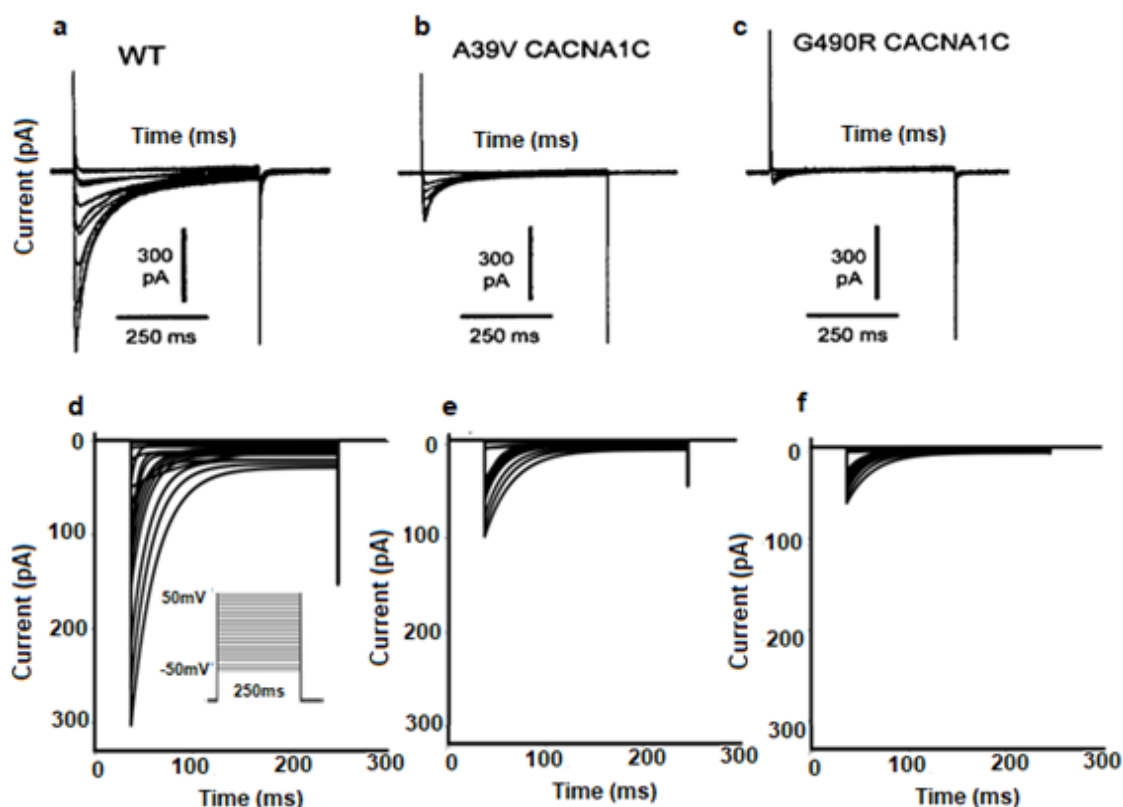 a
WT
Time (ms)
Current (pA)
300
pA
250 ms
b
A39V CACNA1C
Time (ms)
300
pA
250 ms
c
G490R CACNA1C
Time (ms)
300
pA
250 ms
d
Current (pA)
0
100
200
300
50mV
-50mV
250ms
0
100
200
300
Time (ms)
e
Current (pA)
0
100
200
300
0
100
200
300
Time (ms)
f
Current (pA)
0
100
200
300
0
100
200
300
Time (ms)